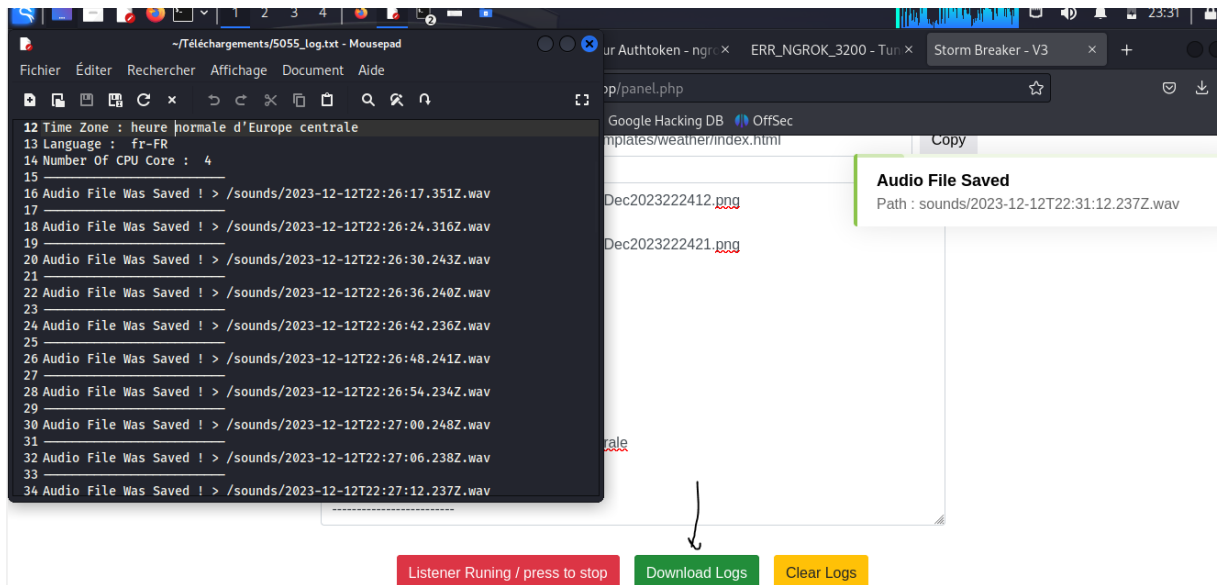 1 2 3 4
2
23:31
~/Téléchargements/5055_log.txt - Mousepad
Fichier Éditer Rechercher Affichage Document Aide
12 Time Zone : heure normale d'Europe centrale
13 Language : fr-FR
14 Number Of CPU Core : 4
15 -------------------------
16 Audio File Was Saved ! > /sounds/2023-12-12T22:26:17.351Z.wav
17 -------------------------
18 Audio File Was Saved ! > /sounds/2023-12-12T22:26:24.316Z.wav
19 -------------------------
20 Audio File Was Saved ! > /sounds/2023-12-12T22:26:30.243Z.wav
21 -------------------------
22 Audio File Was Saved ! > /sounds/2023-12-12T22:26:36.240Z.wav
23 -------------------------
24 Audio File Was Saved ! > /sounds/2023-12-12T22:26:42.236Z.wav
25 -------------------------
26 Audio File Was Saved ! > /sounds/2023-12-12T22:26:48.241Z.wav
27 -------------------------
28 Audio File Was Saved ! > /sounds/2023-12-12T22:26:54.234Z.wav
29 -------------------------
30 Audio File Was Saved ! > /sounds/2023-12-12T22:27:00.248Z.wav
31 -------------------------
32 Audio File Was Saved ! > /sounds/2023-12-12T22:27:06.238Z.wav
33 -------------------------
34 Audio File Was Saved ! > /sounds/2023-12-12T22:27:12.237Z.wav
ur Authtoken - ngro ERR_NGROK_3200 - Tun Storm Breaker - V3
/panel.php
Google Hacking DB OffSec
mplates/weather/index.html Copy
Audio File Saved
Path : sounds/2023-12-12T22:31:12.237Z.wav
Dec2023222412.png
Dec2023222421.png
rale
-------------------------
Listener Runing / press to stop Download Logs Clear Logs